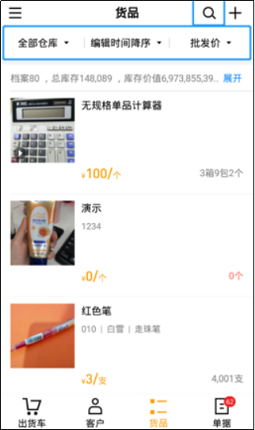 货品
全部仓库 编辑时间降序 批发价
档案80 ，总库存148,089 ，库存价值6,973,855,39... 展开
无规格单品计算器
¥100/个 3箱9包2个
演示
1234
¥0/个 0个
红色笔
010 | 白雪 | 走珠笔
¥3/支 4,001支
出货车 客户 货品 单据 62